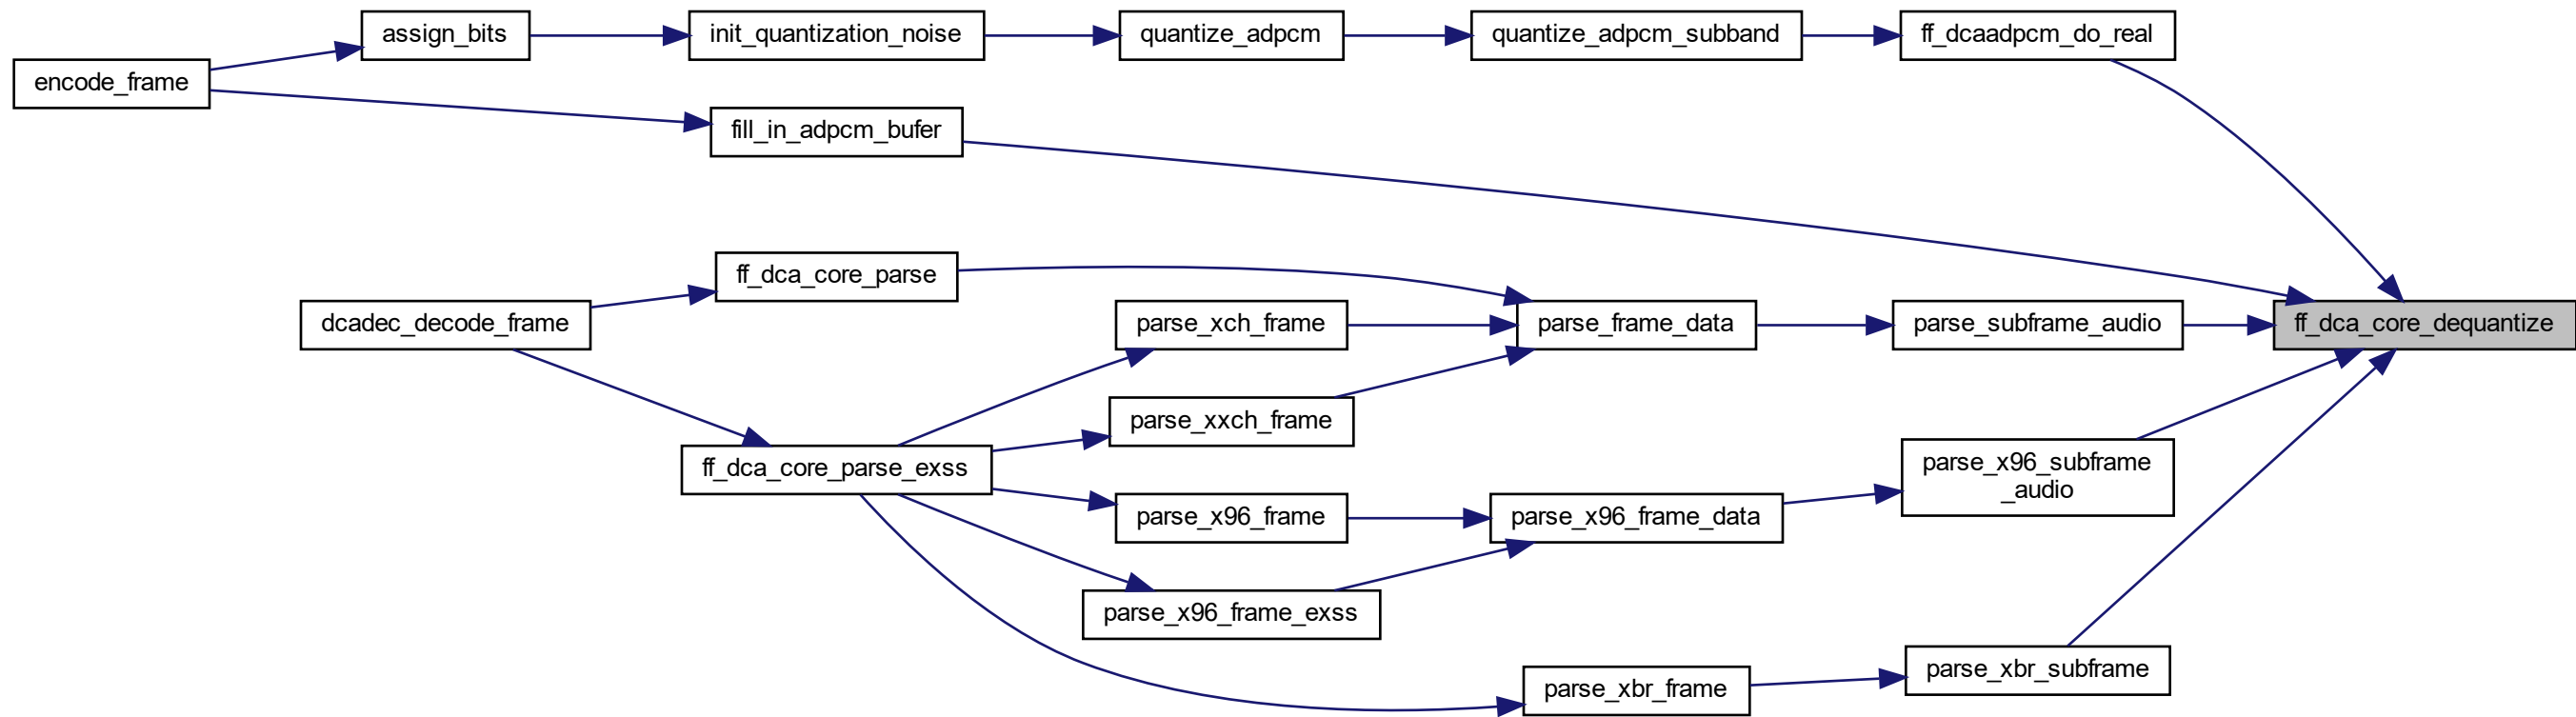 assign_bits
init_quantization_noise
quantize_adpcm
quantize_adpcm_subband
ff_dcaadpcm_do_real
encode_frame
fill_in_adpcm_bufer
ff_dca_core_parse
dcadec_decode_frame
parse_xch_frame
parse_frame_data
parse_subframe_audio
ff_dca_core_dequantize
parse_xxch_frame
ff_dca_core_parse_exss
parse_x96_subframe
_audio
parse_x96_frame
parse_x96_frame_data
parse_x96_frame_exss
parse_xbr_frame
parse_xbr_subframe